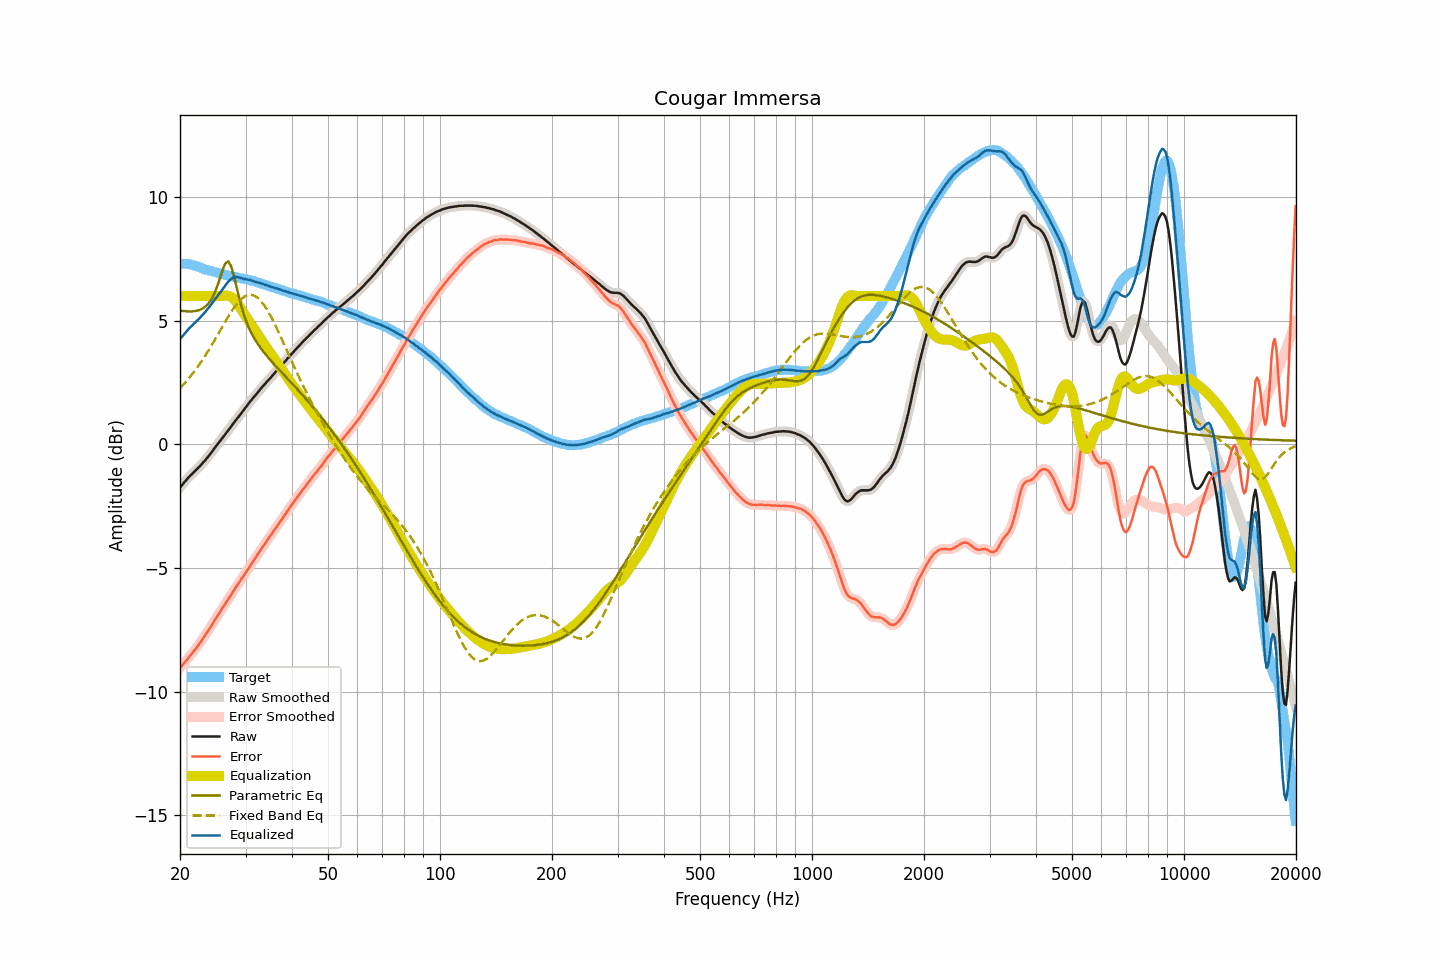 Cougar Immersa
Amplitude (dBr)
10
5
0
−5
−10
−15
Target
Raw Smoothed
Error Smoothed
Raw
Error
Equalization
Parametric Eq
Fixed Band Eq
Equalized
20 50 100 200 500 1000 2000 5000 10000 20000
Frequency (Hz)